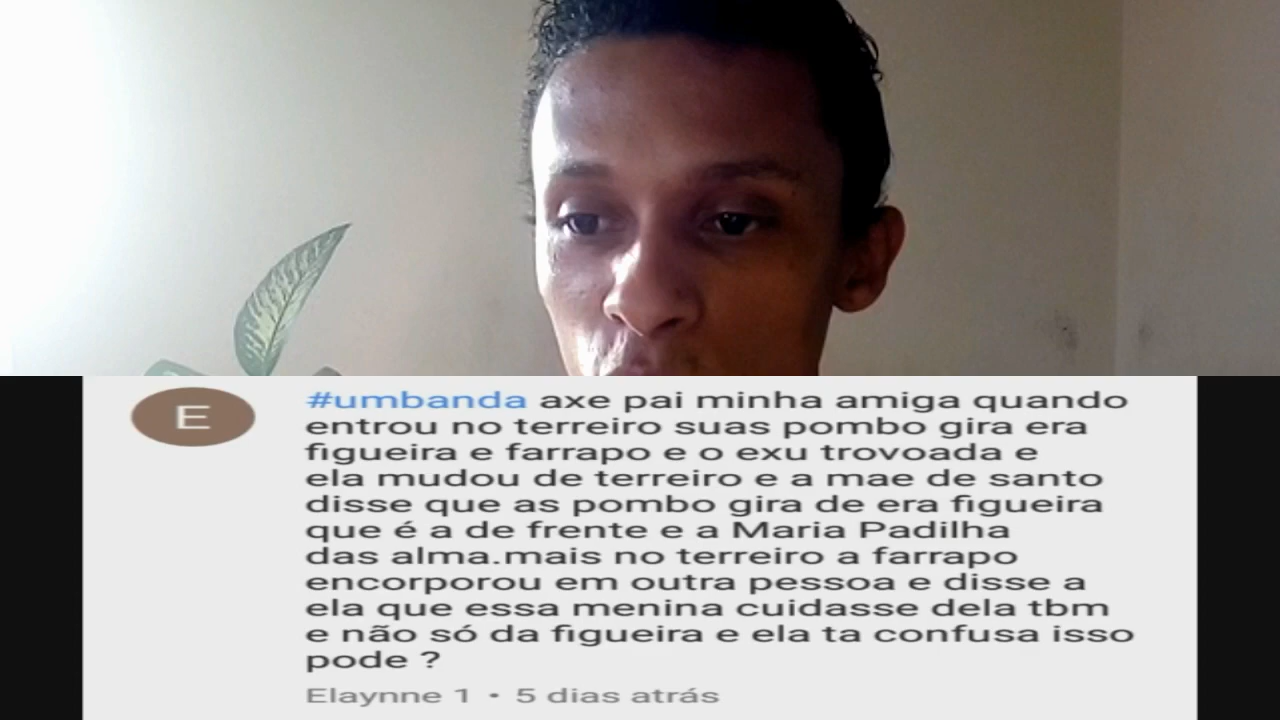 E
#umbanda axe pai minha amiga quando
entrou no terreiro suas pombo gira era
figueira e farrapo e o exu trovoada e
ela mudou de terreiro e a mae de santo
disse que as pombo gira de era figueira
que é a de frente e a Maria Padilha
das alma.mais no terreiro a farrapo
encorporou em outra pessoa e disse a
ela que essa menina cuidasse dela tbm
e não só da figueira e ela ta confusa isso
pode ?
Elaynne 1 • 5 dias atrás